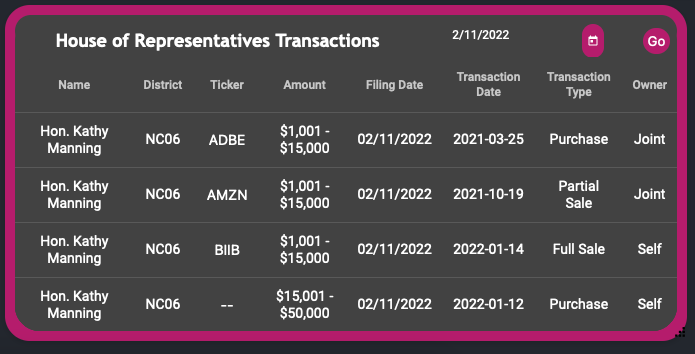 House of Representatives Transactions 2/11/2022 Go
Name District Ticker Amount Filing Date Transaction Date Transaction Type Owner
Hon. Kathy Manning NC06 ADBE $1,001 - $15,000 02/11/2022 2021-03-25 Purchase Joint
Hon. Kathy Manning NC06 AMZN $1,001 - $15,000 02/11/2022 2021-10-19 Partial Sale Joint
Hon. Kathy Manning NC06 BIIB $1,001 - $15,000 02/11/2022 2022-01-14 Full Sale Self
Hon. Kathy Manning NC06 -- $15,001 - $50,000 02/11/2022 2022-01-12 Purchase Self